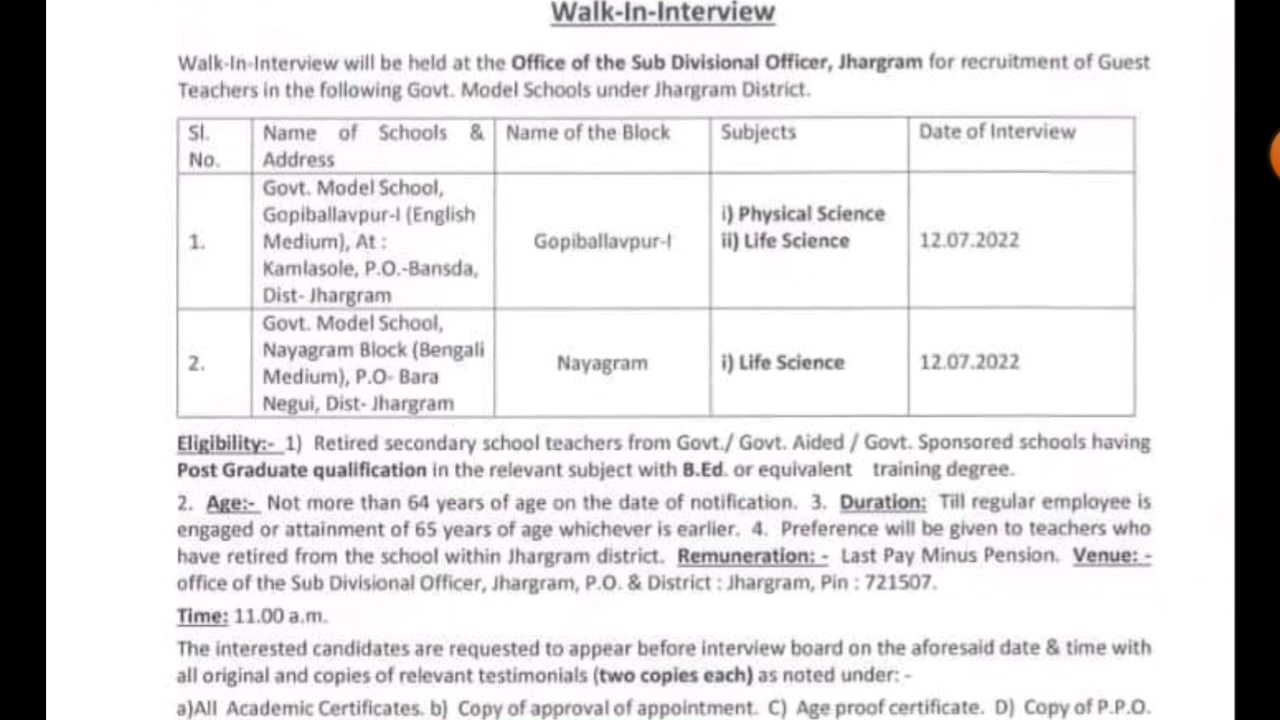 Walk-In-Interview
Walk-In-Interview will be held at the Office of the Sub Divisional Officer, Jhargram for recruitment of Guest
Teachers in the following Govt. Model Schools under Jhargram District.
Sl. No.
Name of Schools & Address
Name of the Block
Subjects
Date of Interview
1.
Govt. Model School,
Gopiballavpur-I (English
Medium), At :
Kamlasole, P.O.-Bansda,
Dist- Jhargram
Gopiballavpur-I
i) Physical Science
ii) Life Science
12.07.2022
2.
Govt. Model School,
Nayagram Block (Bengali
Medium), P.O- Bara
Negui, Dist- Jhargram
Nayagram
i) Life Science
12.07.2022
Eligibility:- 1) Retired secondary school teachers from Govt./ Govt. Aided / Govt. Sponsored schools having
Post Graduate qualification in the relevant subject with B.Ed. or equivalent training degree.
2. Age:- Not more than 64 years of age on the date of notification. 3. Duration: Till regular employee is
engaged or attainment of 65 years of age whichever is earlier. 4. Preference will be given to teachers who
have retired from the school within Jhargram district. Remuneration: - Last Pay Minus Pension. Venue: -
office of the Sub Divisional Officer, Jhargram, P.O. & District : Jhargram, Pin : 721507.
Time: 11.00 a.m.
The interested candidates are requested to appear before interview board on the aforesaid date & time with
all original and copies of relevant testimonials (two copies each) as noted under: -
a)All Academic Certificates. b) Copy of approval of appointment. C) Age proof certificate. D) Copy of P.P.O.